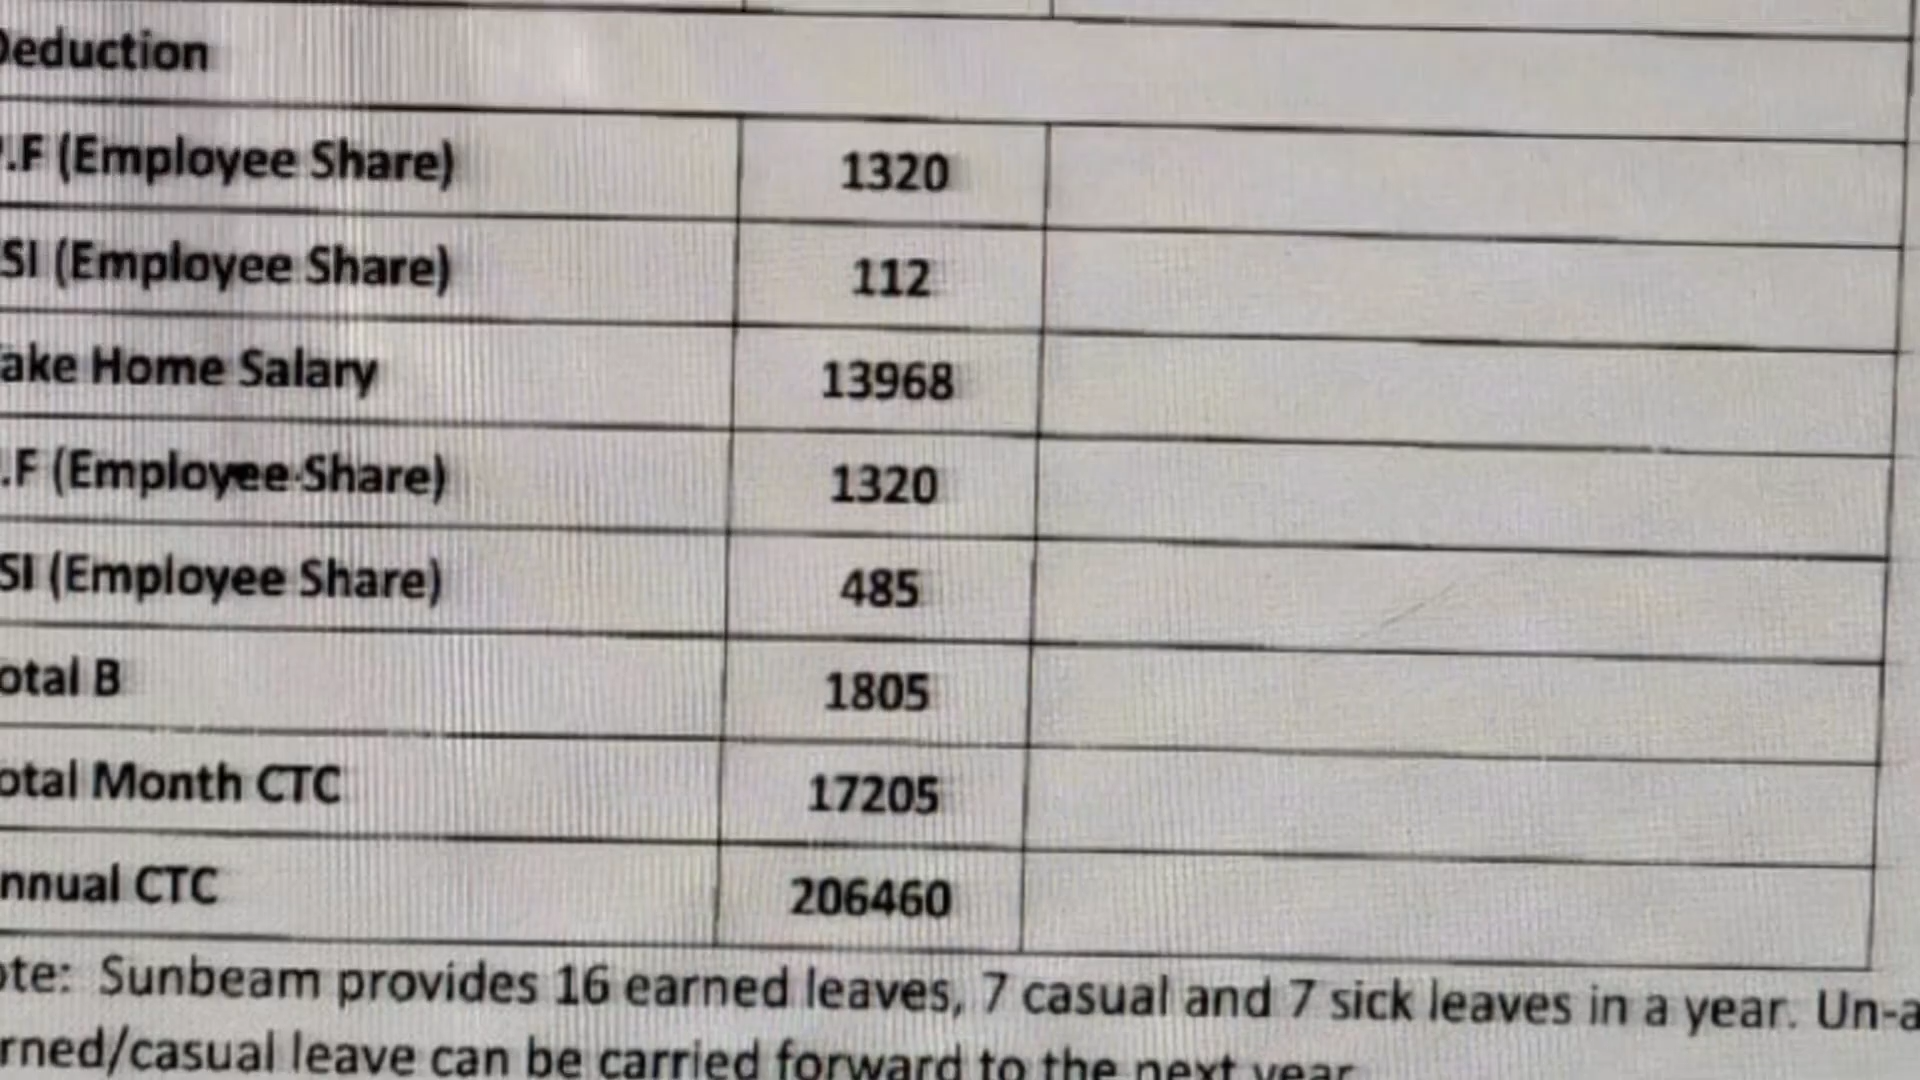 Deduction
P.F (Employee Share) 1320
SI (Employee Share) 112
ake Home Salary 13968
.F (Employee Share) 1320
SI (Employee Share) 485
otal B 1805
otal Month CTC 17205
nnual CTC 206460
ote: Sunbeam provides 16 earned leaves, 7 casual and 7 sick leaves in a year. Un-a
rned/casual leave can be carried forward to the next year